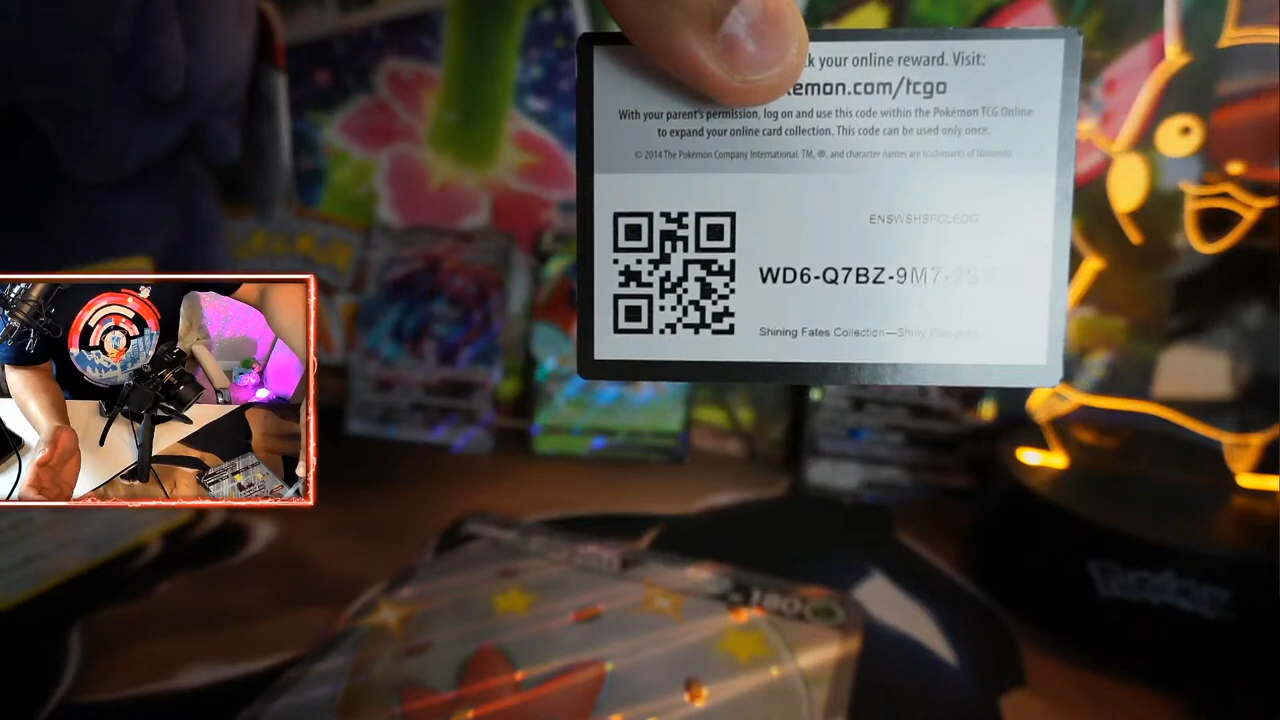 your online reward. Visit:
.com/tcgo
With your parent's permission, log on and use this code within the Pokémon TCG Online
to expand your online card collection. This code can be used only once.
© 2014 The Pokémon Company International. TM, ®, and character names are trademarks of Nintendo.
ENSWSHSFCLEDG
WD6-Q7BZ-9M7-
Shining Fates Collection—Shiny
180